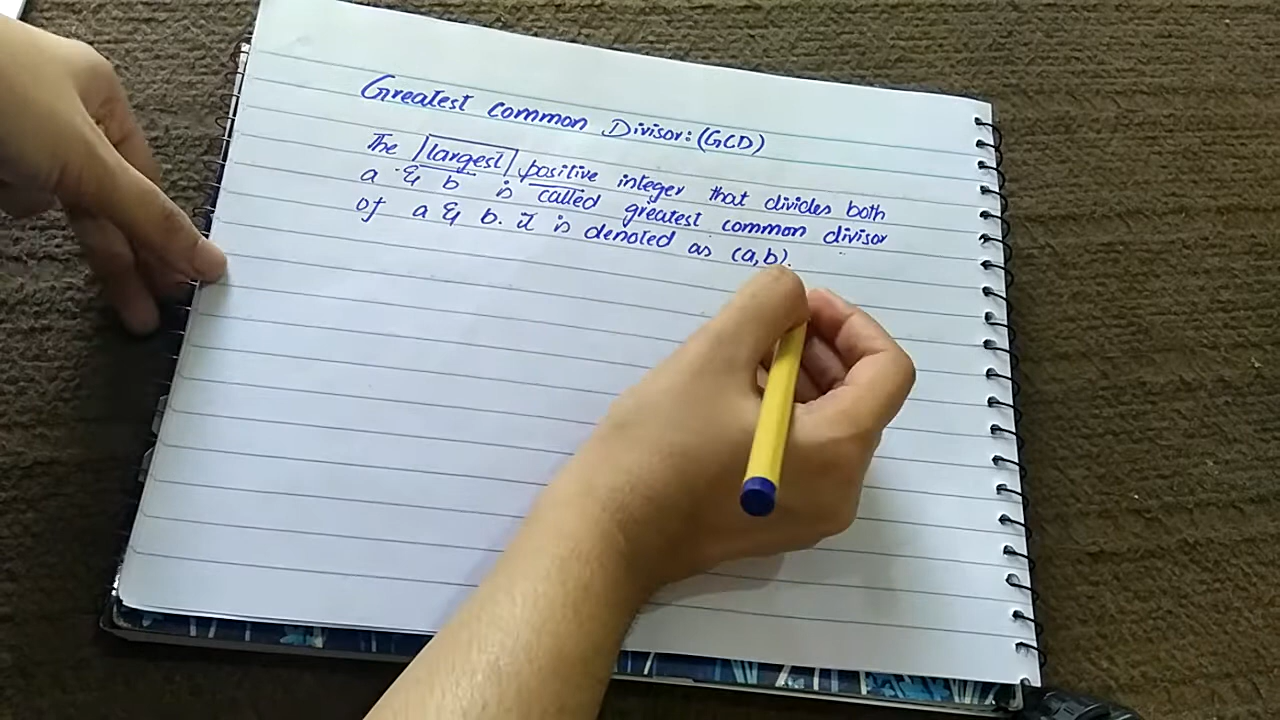 Greatest common Divisor:(GCD)
The |largest| positive integer that divides both
a & b is called greatest common divisor
of a & b. it is denoted as (a,b).